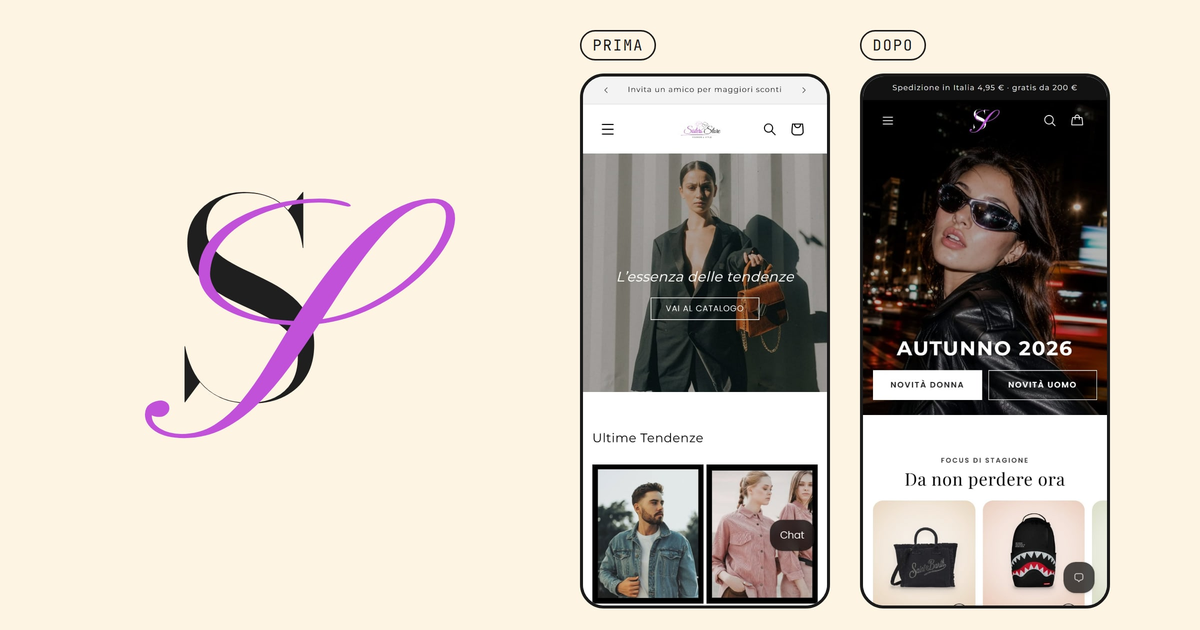 PRIMA
Invita un amico per maggiori sconti
L'essenza delle tendenze
VAI AL CATALOGO
Ultime Tendenze
Chat
DOPO
Spedizione in Italia 4,95 € · gratis da 200 €
AUTUNNO 2026
NOVITÀ DONNA
NOVITÀ UOMO
FOCUS DI STAGIONE
Da non perdere ora